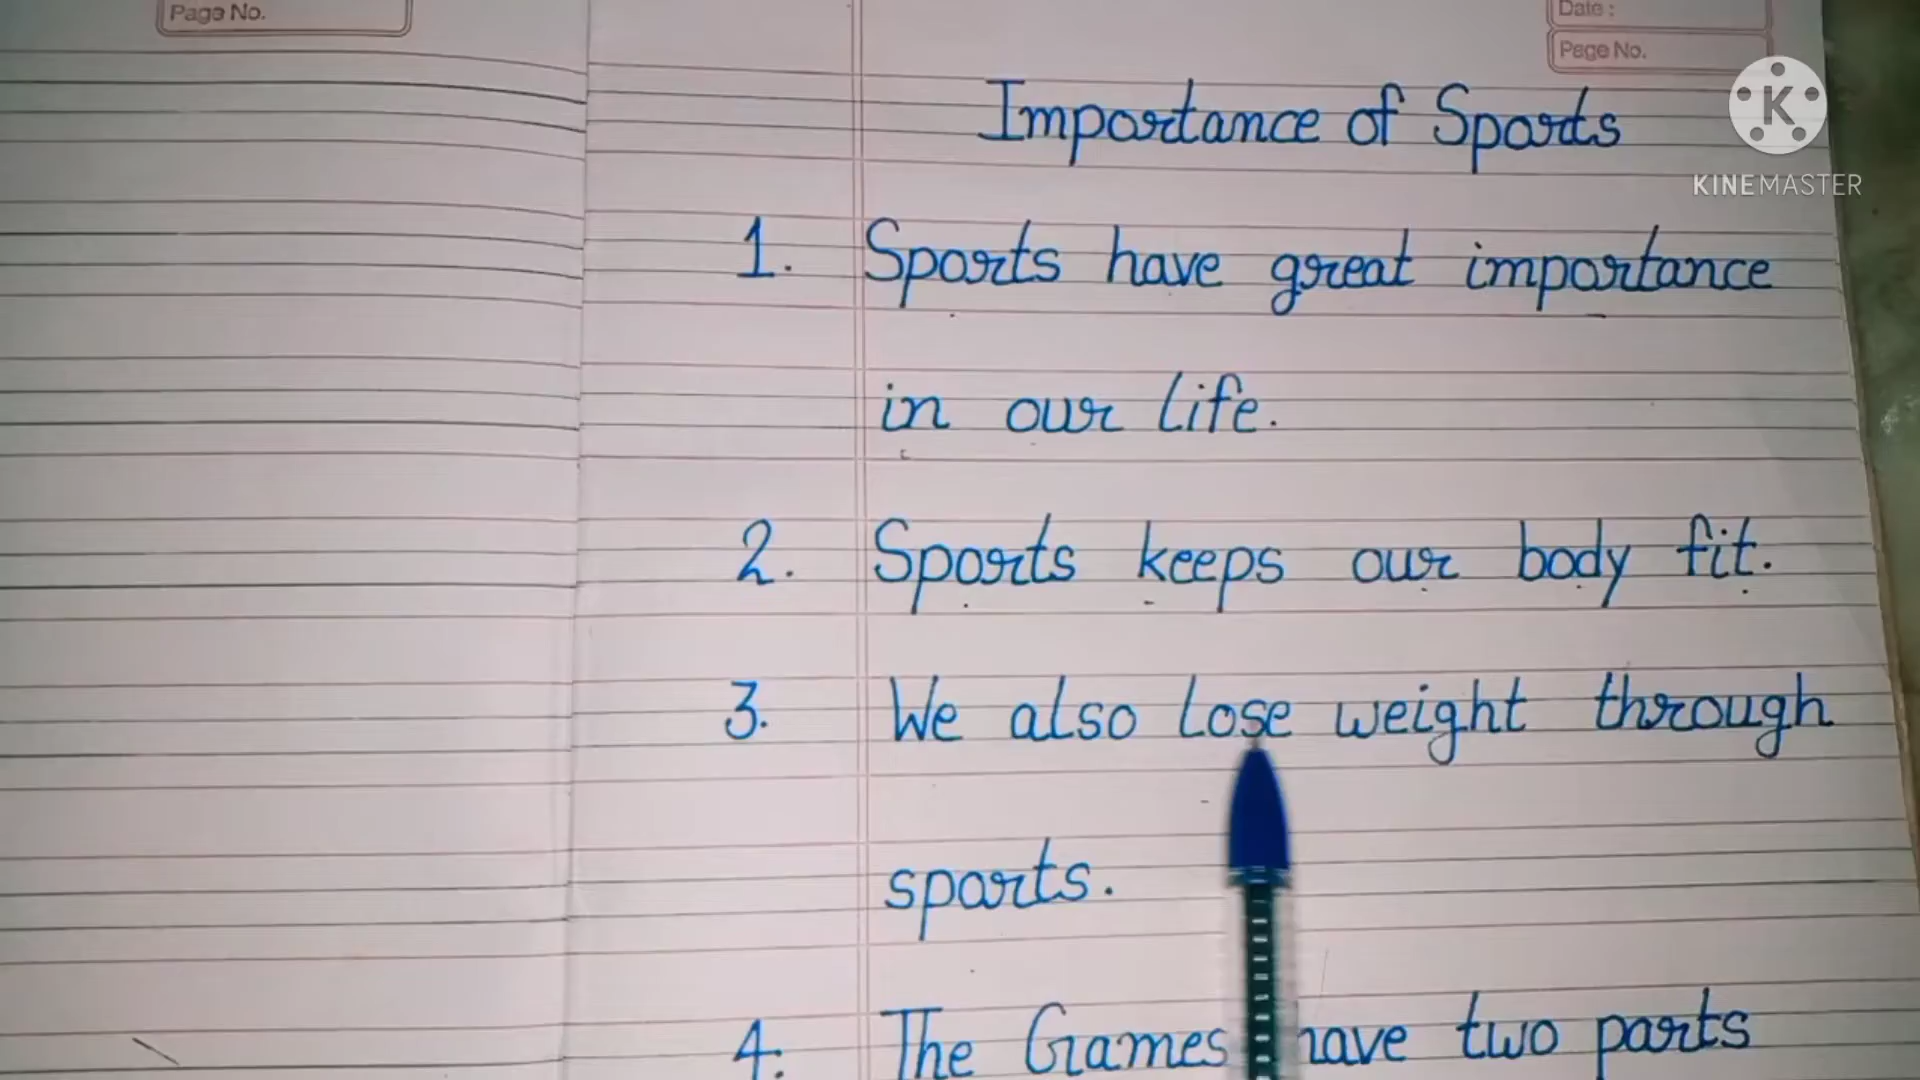 Page No.
Date :
Page No.
KINEMASTER
Importance of Sports
1. Sports have great importance
in our life.
2. Sports keeps our body fit.
3. We also lose weight through
sports.
4. The Games have two parts